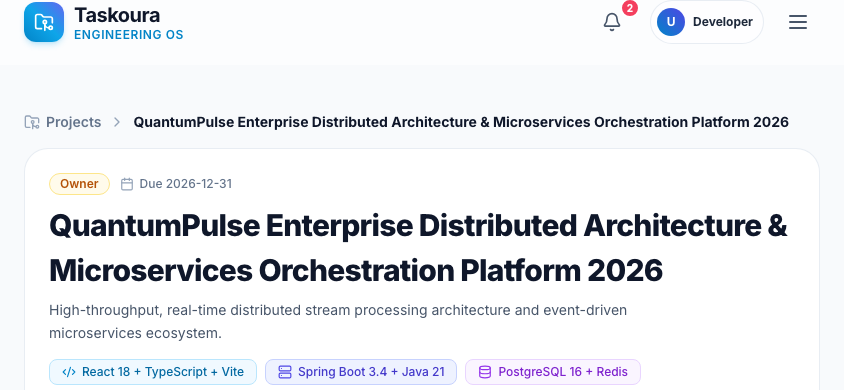 Taskoura
ENGINEERING OS
2
U
Developer
Projects > QuantumPulse Enterprise Distributed Architecture & Microservices Orchestration Platform 2026
Owner
Due 2026-12-31
QuantumPulse Enterprise Distributed Architecture &
Microservices Orchestration Platform 2026
High-throughput, real-time distributed stream processing architecture and event-driven
microservices ecosystem.
React 18 + TypeScript + Vite
Spring Boot 3.4 + Java 21
PostgreSQL 16 + Redis